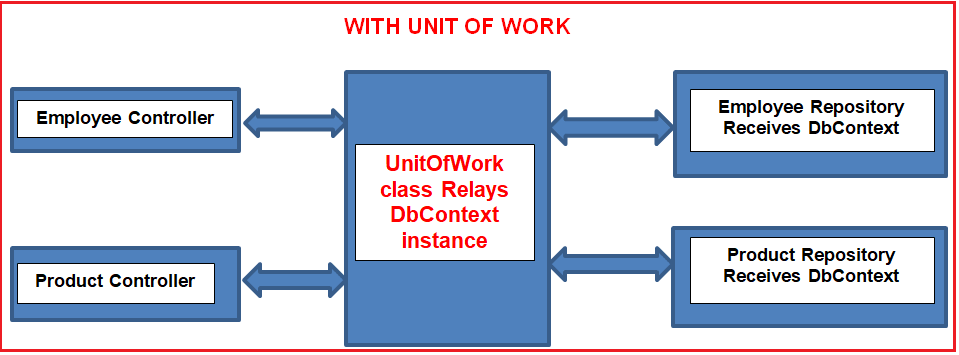 WITH UNIT OF WORK
Employee Controller
Product Controller
UnitOfWork
class Relays
DbContext
instance
Employee Repository
Receives DbContext
Product Repository
Receives DbContext